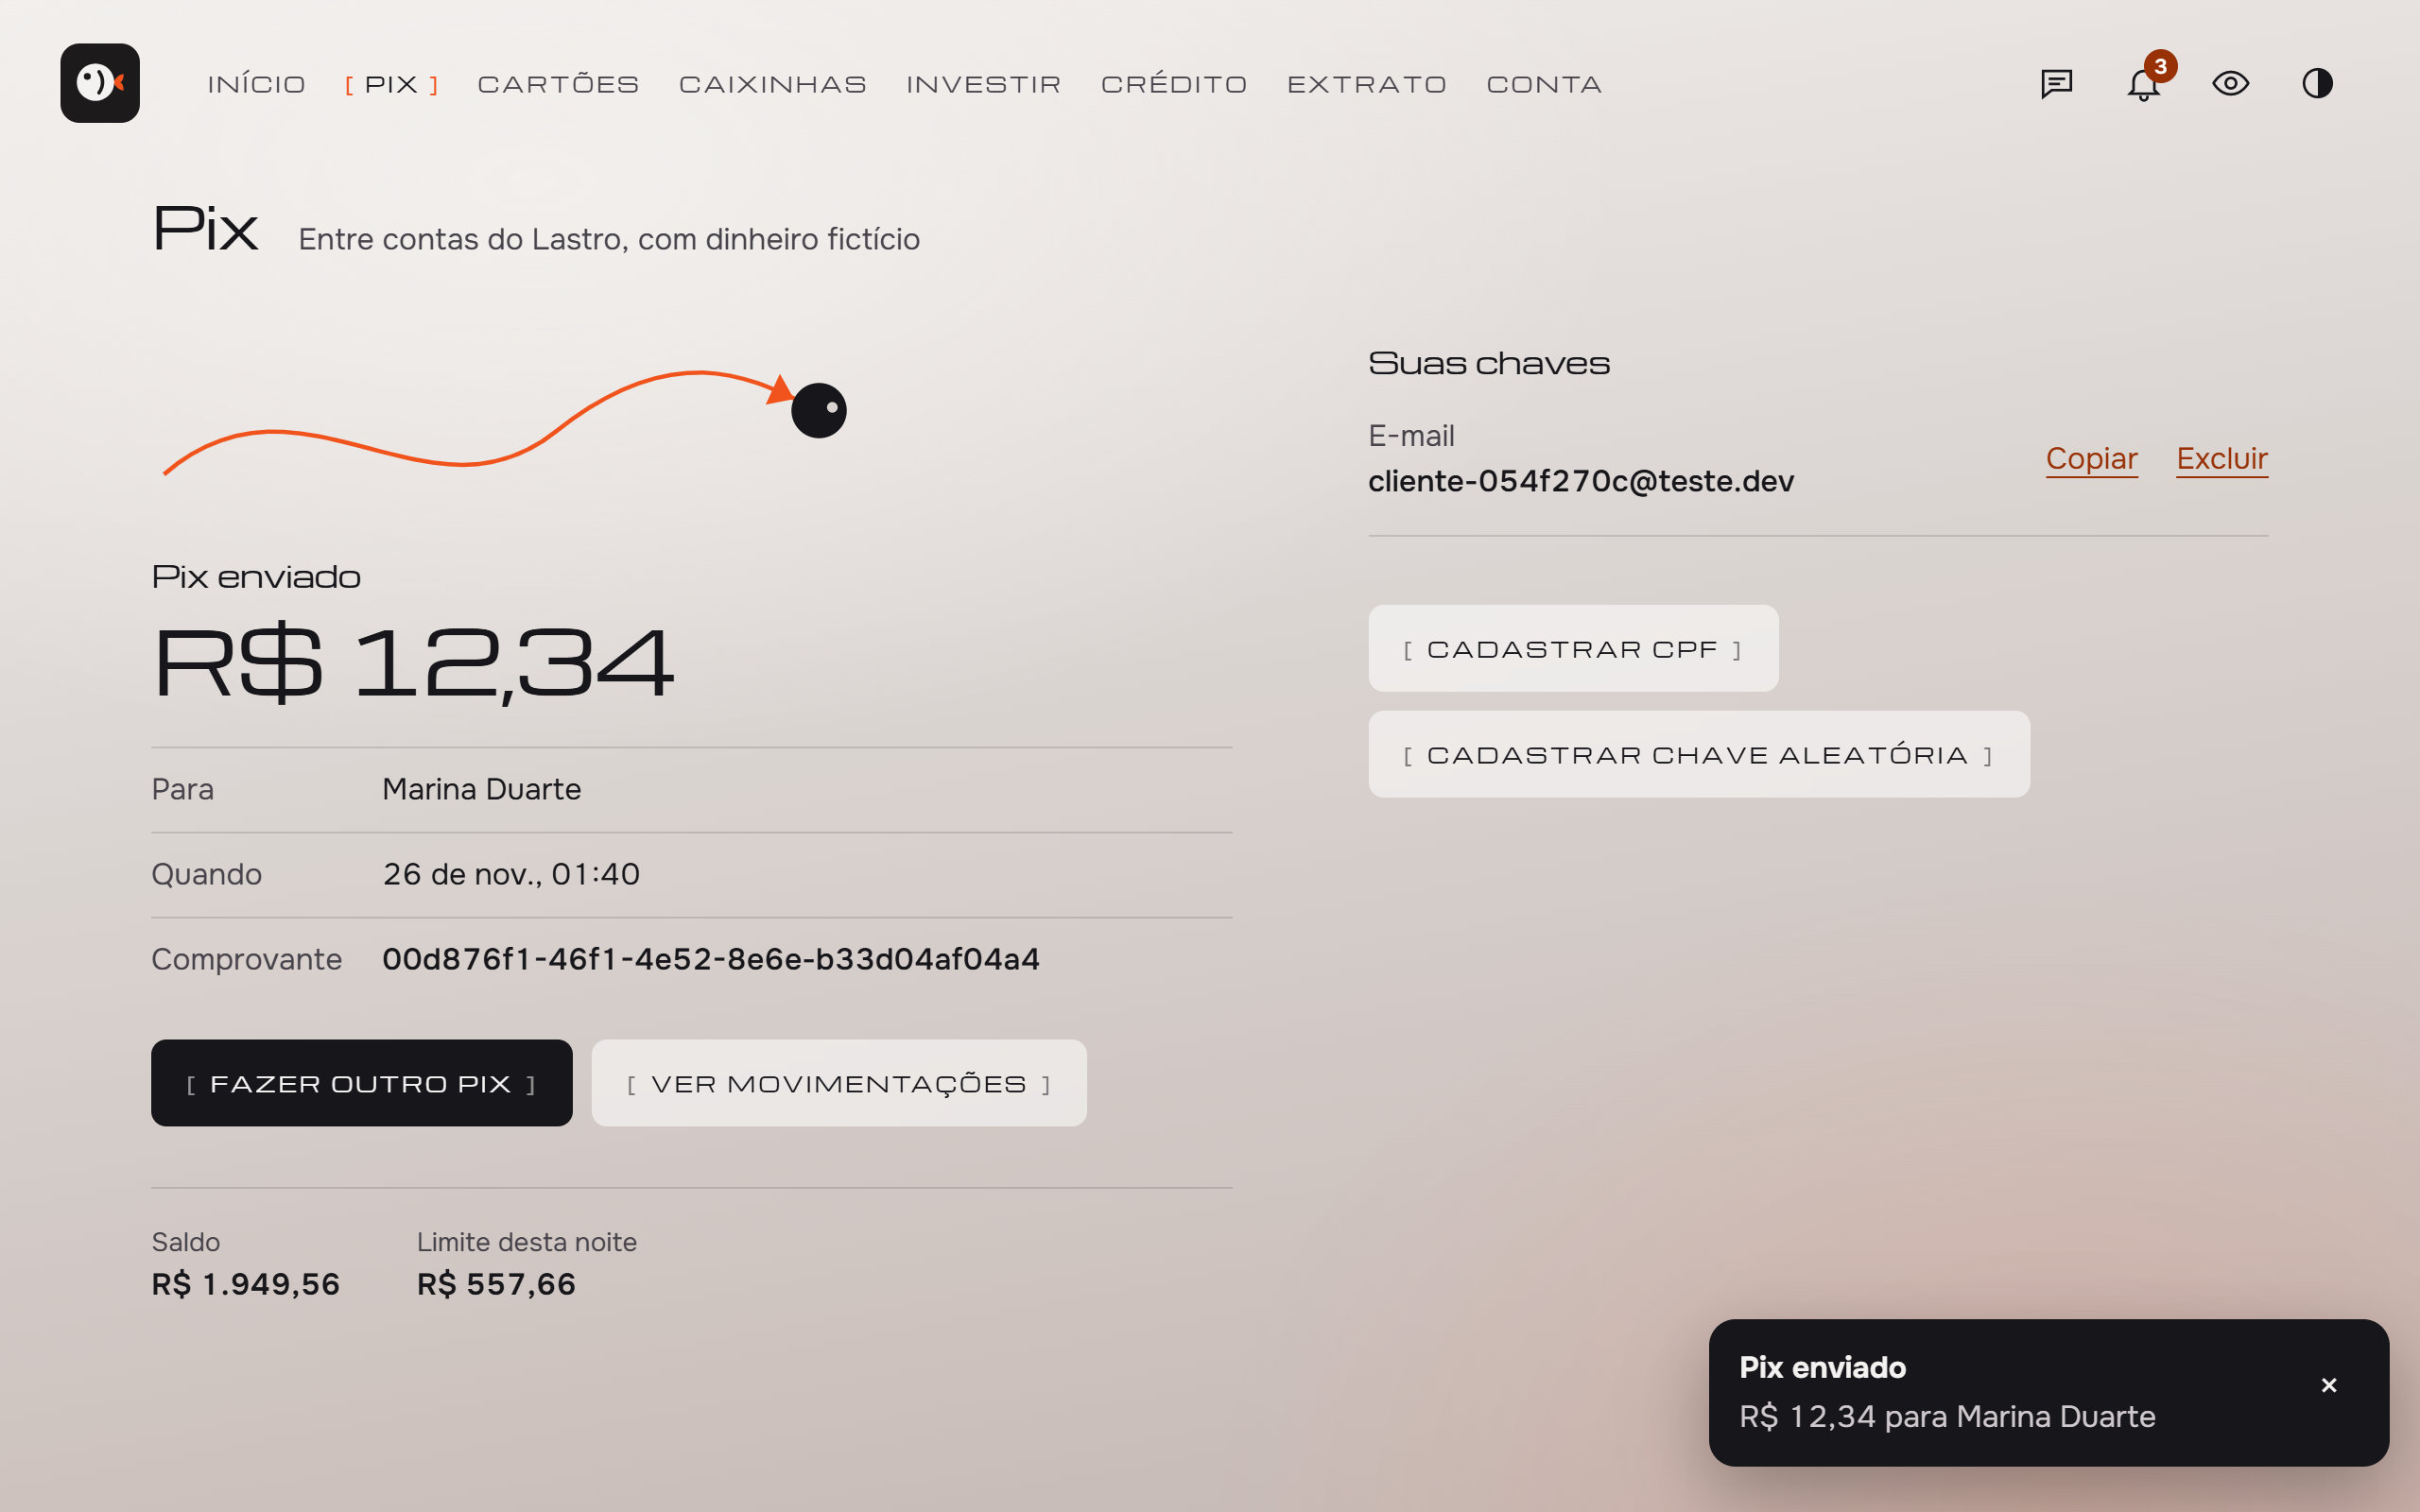 INÍCIO [ PIX ] CARTÕES CAIXINHAS INVESTIR CRÉDITO EXTRATO CONTA 3
Pix Entre contas do Lastro, com dinheiro fictício
Pix enviado
R$ 12,34
Para Marina Duarte
Quando 26 de nov., 01:40
Comprovante 00d876f1-46f1-4e52-8e6e-b33d04af04a4
[ FAZER OUTRO PIX ] [ VER MOVIMENTAÇÕES ]
Saldo Limite desta noite
R$ 1.949,56 R$ 557,66
Suas chaves
E-mail
cliente-054f270c@teste.dev
Copiar Excluir
[ CADASTRAR CPF ]
[ CADASTRAR CHAVE ALEATÓRIA ]
Pix enviado
R$ 12,34 para Marina Duarte
×